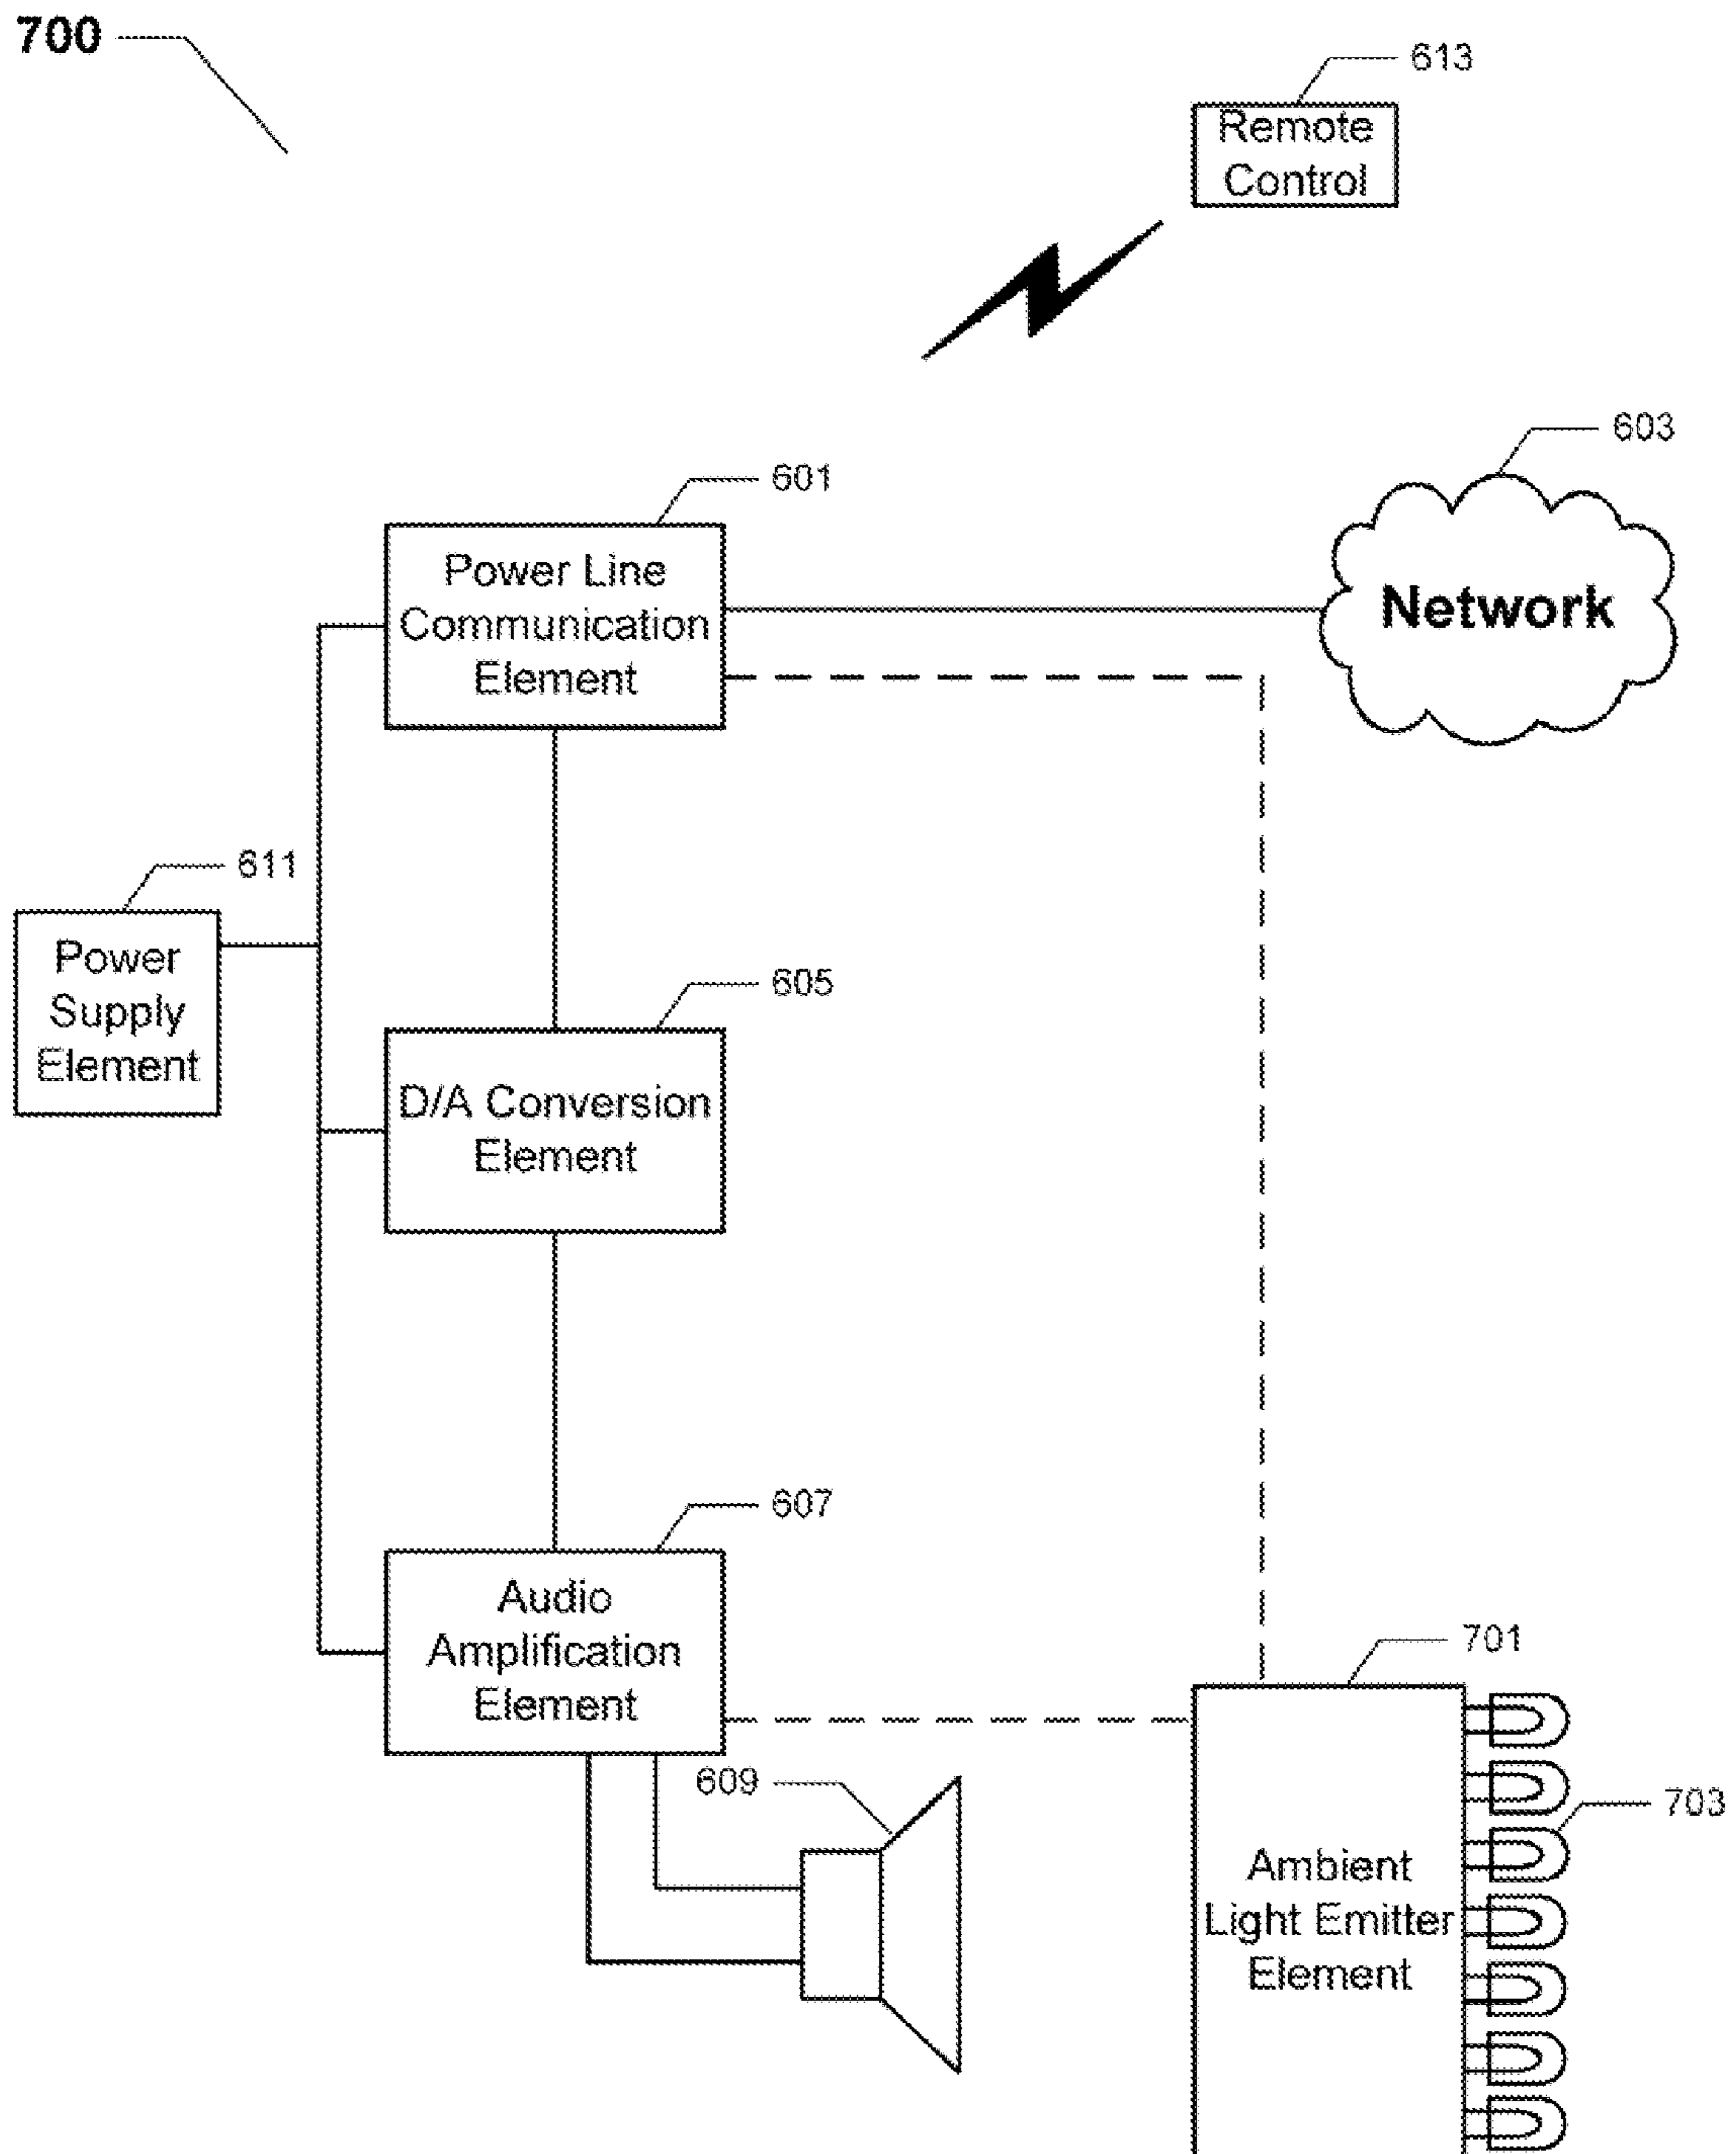 700
613
Remote
Control
603
601
Power Line
Communication
Element
Network
611
Power
Supply
Element
605
D/A Conversion
Element
607
Audio
Amplification
Element
701
609
703
Ambient
Light Emitter
Element